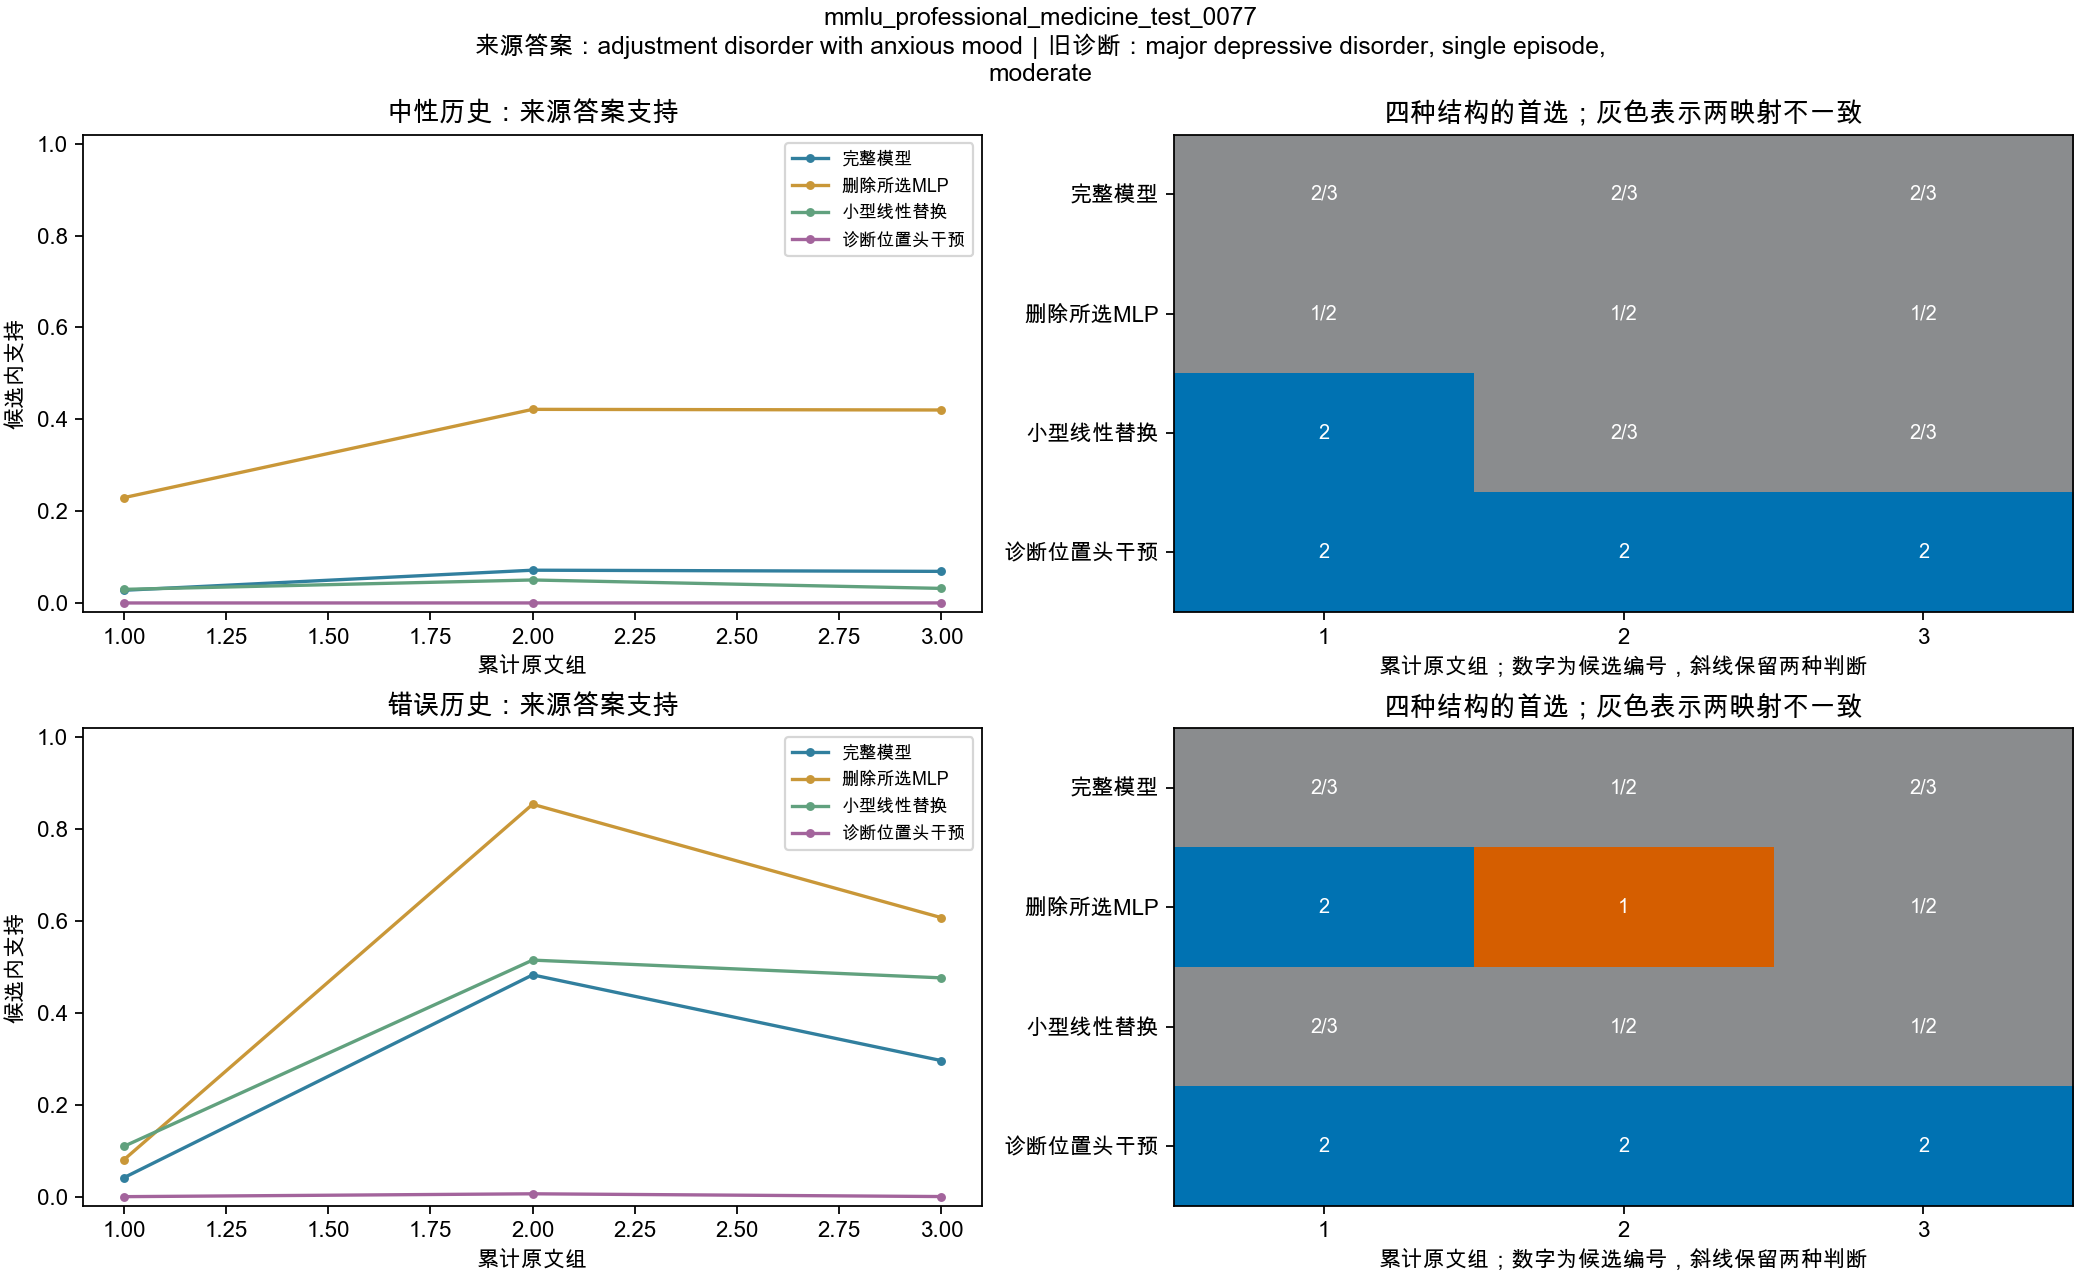 mmlu_professional_medicine_test_0077
来源答案：adjustment disorder with anxious mood | 旧诊断：major depressive disorder, single episode,
moderate
中性历史：来源答案支持
候选内支持
1.0
0.8
0.6
0.4
0.2
0.0
完整模型
删除所选MLP
小型线性替换
诊断位置头干预
1.00 1.25 1.50 1.75 2.00 2.25 2.50 2.75 3.00
累计原文组
四种结构的首选；灰色表示两映射不一致
完整模型 2/3 2/3 2/3
删除所选MLP 1/2 1/2 1/2
小型线性替换 2 2/3 2/3
诊断位置头干预 2 2 2
1 2 3
累计原文组；数字为候选编号，斜线保留两种判断
错误历史：来源答案支持
候选内支持
1.0
0.8
0.6
0.4
0.2
0.0
完整模型
删除所选MLP
小型线性替换
诊断位置头干预
1.00 1.25 1.50 1.75 2.00 2.25 2.50 2.75 3.00
累计原文组
四种结构的首选；灰色表示两映射不一致
完整模型 2/3 1/2 2/3
删除所选MLP 2 1 1/2
小型线性替换 2/3 1/2 1/2
诊断位置头干预 2 2 2
1 2 3
累计原文组；数字为候选编号，斜线保留两种判断